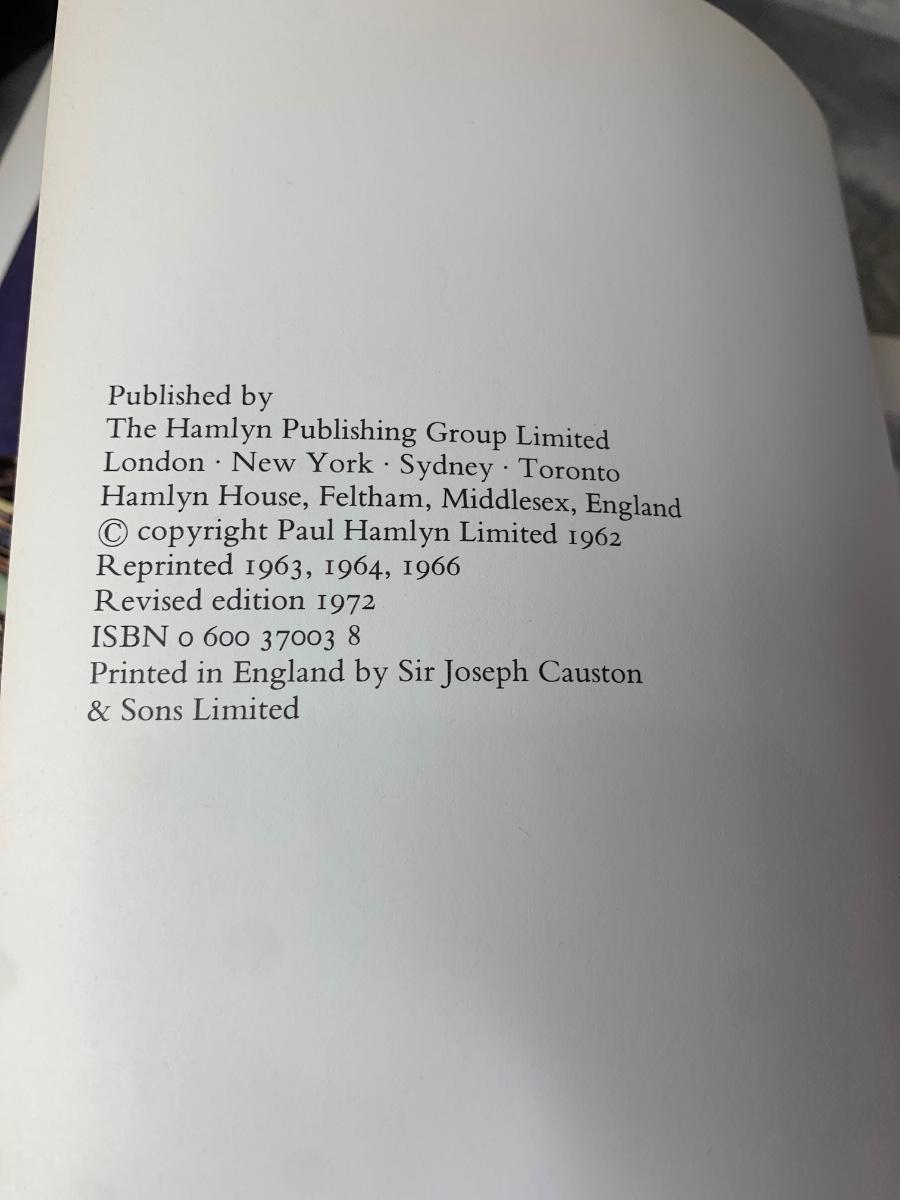 Published by
The Hamlyn Publishing Group Limited
London · New York · Sydney · Toronto
Hamlyn House, Feltham, Middlesex, England
© copyright Paul Hamlyn Limited 1962
Reprinted 1963, 1964, 1966
Revised edition 1972
ISBN 0 600 37003 8
Printed in England by Sir Joseph Causton
& Sons Limited